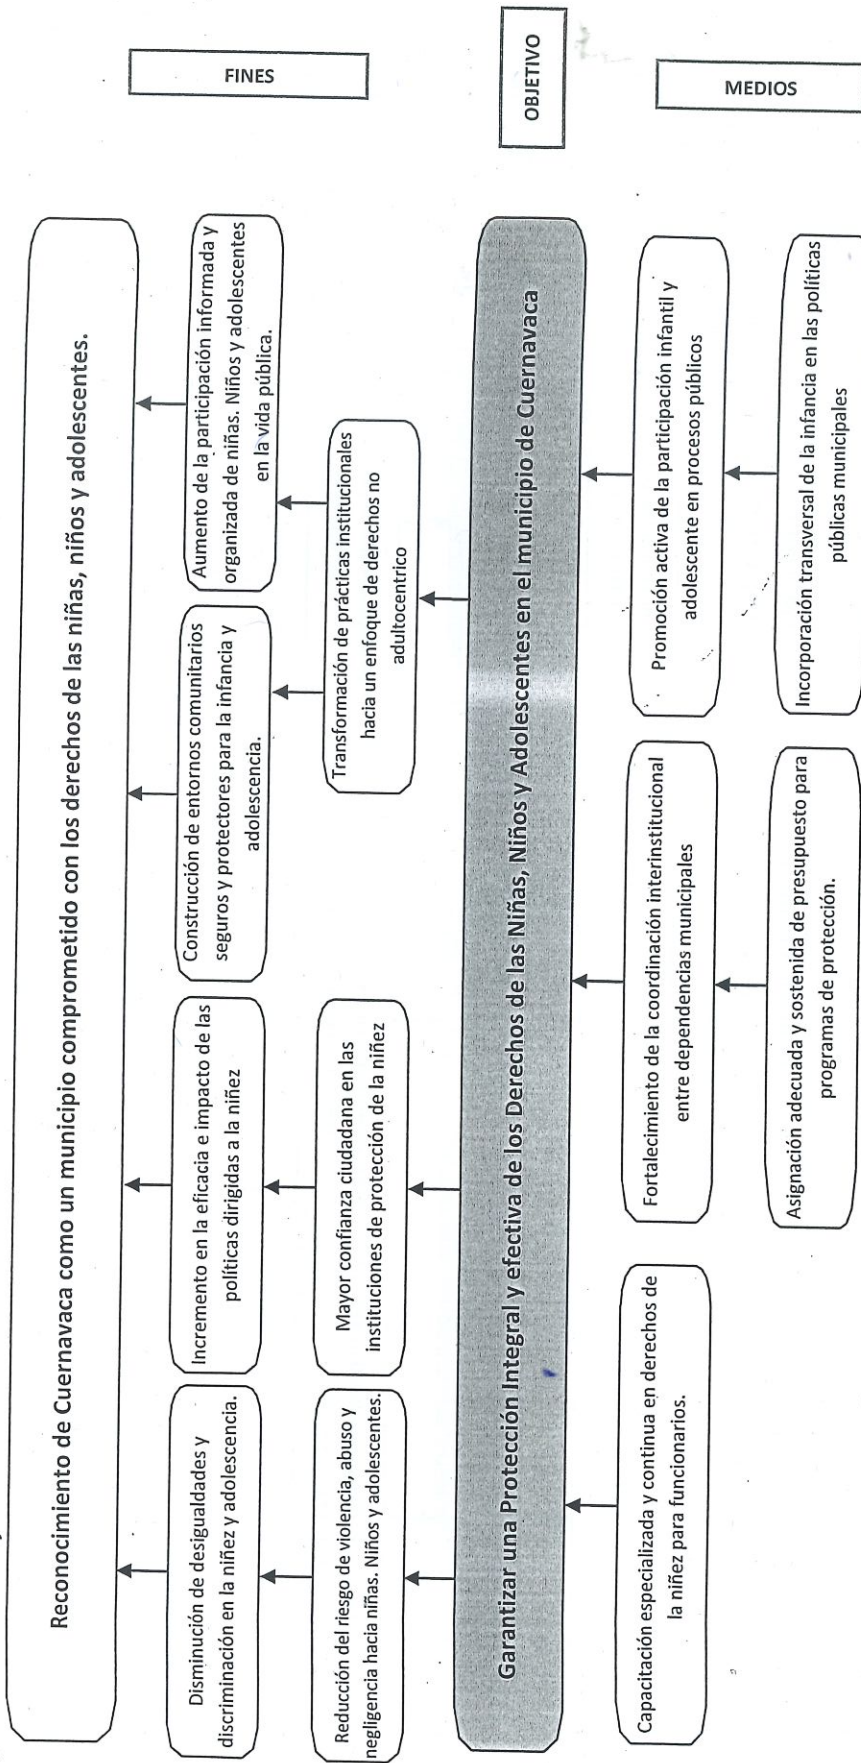 Reconocimiento de Cuernavaca como un municipio comprometido con los derechos de las niñas, niños y adolescentes.
FINES
Disminución de desigualdades y
discriminación en la niñez y adolescencia.
Incremento en la eficacia e impacto de las
políticas dirigidas a la niñez
Construcción de entornos comunitarios
seguros y protectores para la infancia y
adolescencia.
Aumento de la participación informada y
organizada de niñas. Niños y adolescentes
en la vida pública.
Reducción del riesgo de violencia, abuso y
negligencia hacia niñas. Niños y adolescentes.
Mayor confianza ciudadana en las
instituciones de protección de la niñez
Transformación de prácticas institucionales
hacia un enfoque de derechos no
adultocentrico
Garantizar una Protección Integral y efectiva de los Derechos de las Niñas, Niños y Adolescentes en el municipio de Cuernavaca
OBJETIVO
Capacitación especializada y continua en derechos de
la niñez para funcionarios.
Fortalecimiento de la coordinación interinstitucional
entre dependencias municipales
Promoción activa de la participación infantil y
adolescente en procesos públicos
MEDIOS
Asignación adecuada y sostenida de presupuesto para
programas de protección.
Incorporación transversal de la infancia en las políticas
públicas municipales